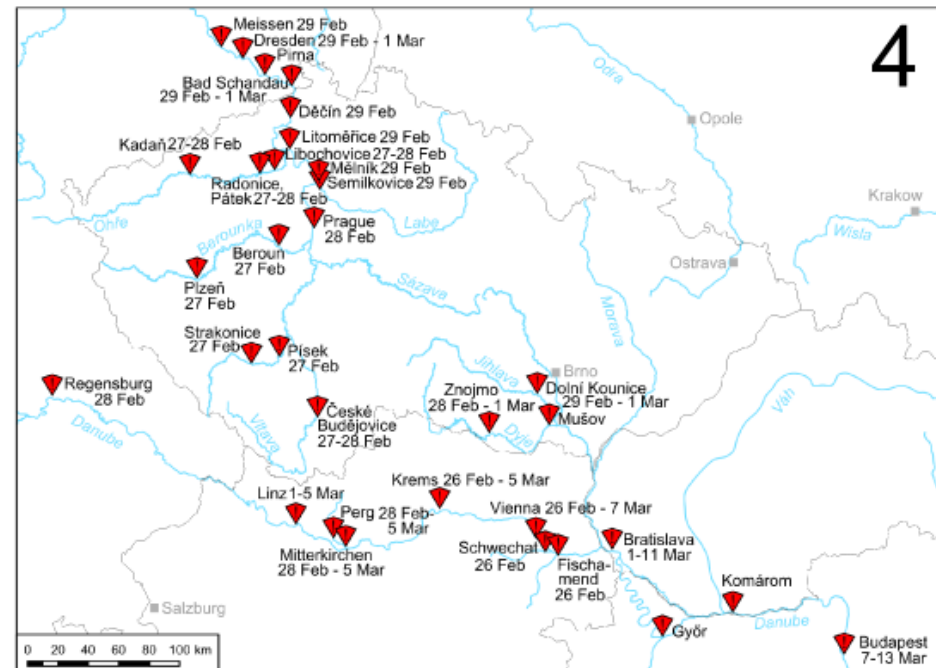 4
Meissen 29 Feb
Dresden 29 Feb - 1 Mar
Pirna
Bad Schandau
29 Feb - 1 Mar
Odra
Děčín 29 Feb
Opole
Litoměřice 29 Feb
Kadaň 27-28 Feb
Libochovice 27-28 Feb
Mělník 29 Feb
Semilkovice 29 Feb
Radonice,
Pátek 27-28 Feb
Krakow
Ohře
Labe
Prague
28 Feb
Wisla
Barounka
Beroun
27 Feb
Ostrava
Plzeň
27 Feb
Sázava
Morava
Strakonice
27 Feb
Písek
27 Feb
Jihlava
Brno
Regensburg
28 Feb
Dolní Kounice
29 Feb - 1 Mar
Znojmo
28 Feb - 1 Mar
Mušov
Váh
České
Budějovice
27-28 Feb
Vltava
Danube
Dyje
Krems 26 Feb - 5 Mar
Linz 1-5 Mar
Perg 28 Feb-
5 Mar
Vienna 26 Feb - 7 Mar
Mitterkirchen
28 Feb - 5 Mar
Schwechat
26 Feb
Fischa-
mend
26 Feb
Bratislava
1-11 Mar
Komárom
Salzburg
Danube
Győr
Budapest
7-13 Mar
0 20 40 60 80 100 km